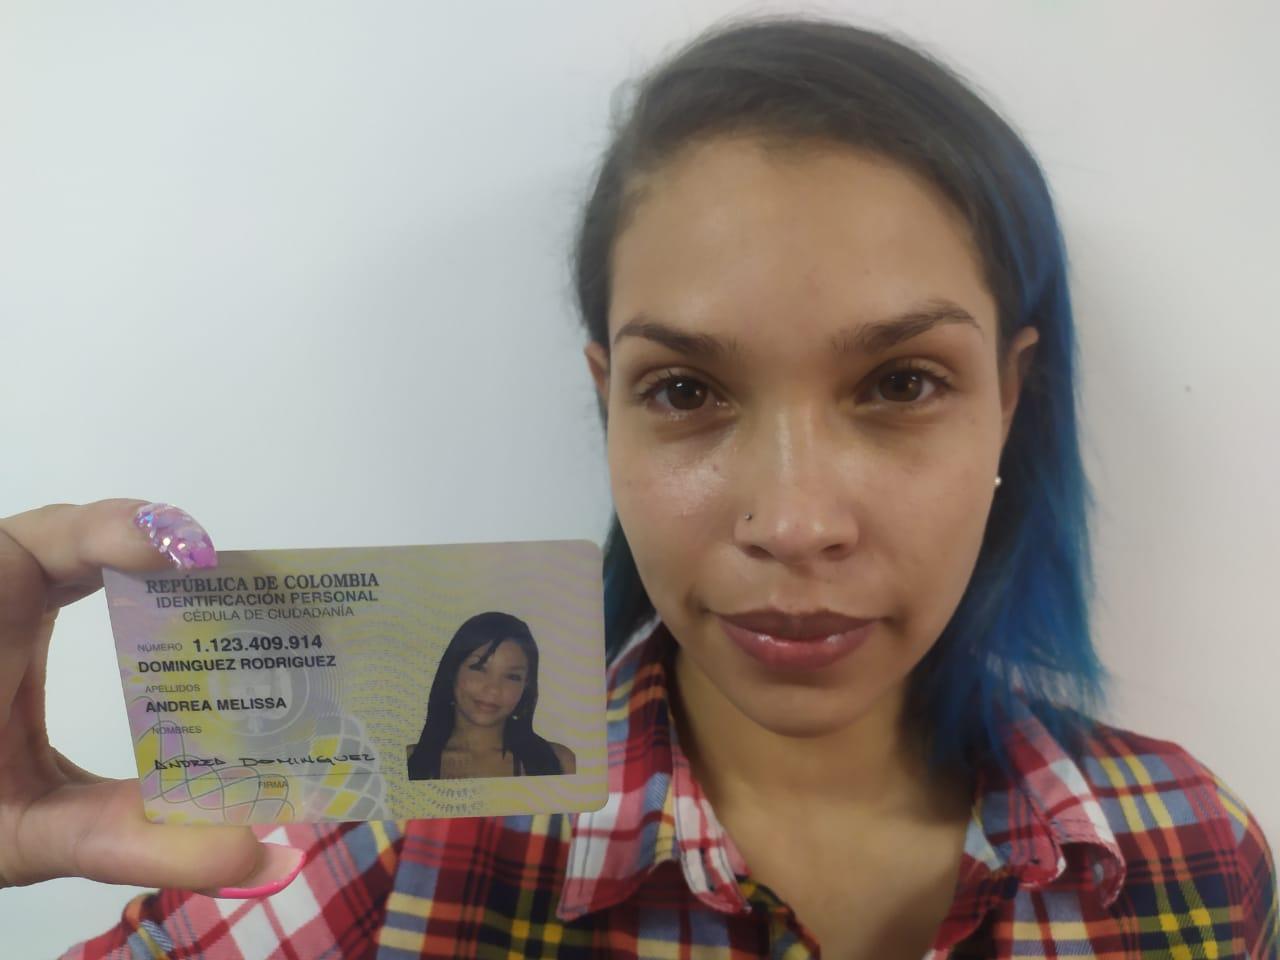 REPÚBLICA DE COLOMBIA
IDENTIFICACIÓN PERSONAL
CÉDULA DE CIUDADANÍA
NÚMERO 1.123.409.914
DOMINGUEZ RODRIGUEZ
APELLIDOS
ANDREA MELISSA
NOMBRES
ANDREA DOMINGUEZ
FIRMA